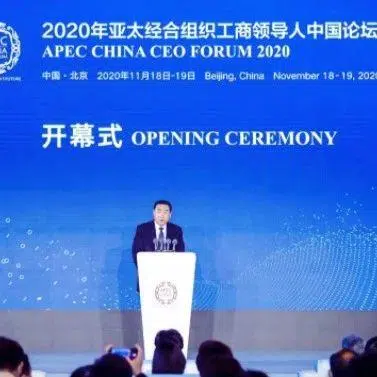 2020年亚太经合组织工商领导人中国论坛
APEC CHINA CEO FORUM 2020
中国·北京 2020年11月18日-19日 Beijing, China November 18-19, 2020
开幕式 OPENING CEREMONY